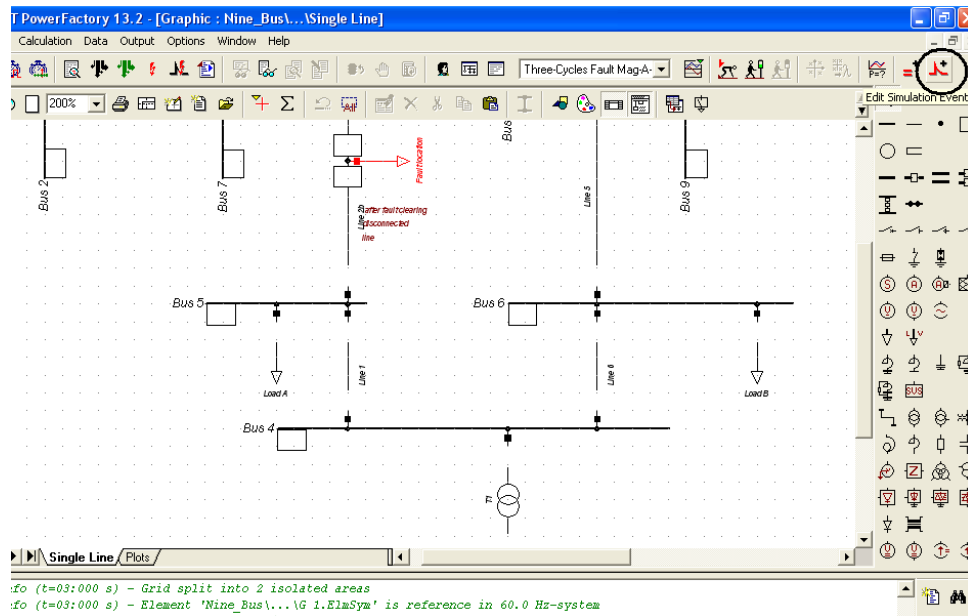 T PowerFactory 13.2 - [Graphic : Nine_Bus\...\Single Line]
Calculation Data Output Options Window Help
Three-Cycles Fault Mag-A-
200%
Edit Simulation Event
Bus 2
Bus 7
Fault location
Bus
Bus 9
Line 2b
after fault clearing
disconnected
line
Line 5
Bus 5
Bus 6
Load A
Line 1
Line 6
Load B
Bus 4
T1
SVS
Single Line
Plots
fo (t=03:000 s) - Grid split into 2 isolated areas
fo (t=03:000 s) - Element 'Nine_Bus\...\G 1.ElmSym' is reference in 60.0 Hz-system